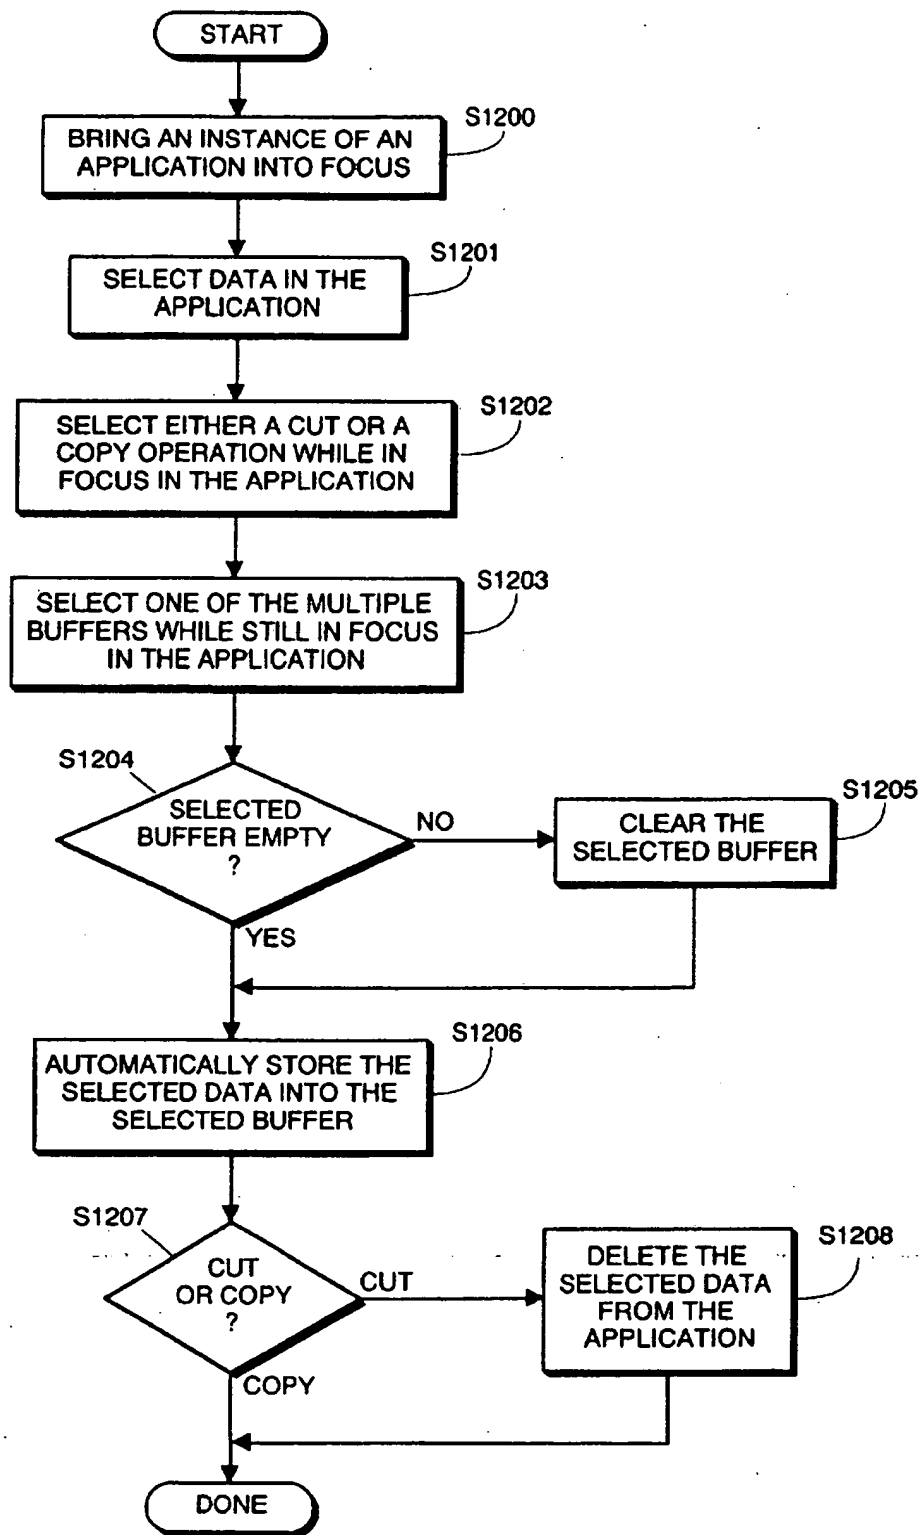 START
S1200
BRING AN INSTANCE OF AN
APPLICATION INTO FOCUS
S1201
SELECT DATA IN THE
APPLICATION
S1202
SELECT EITHER A CUT OR A
COPY OPERATION WHILE IN
FOCUS IN THE APPLICATION
S1203
SELECT ONE OF THE MULTIPLE
BUFFERS WHILE STILL IN FOCUS
IN THE APPLICATION
S1204
SELECTED
BUFFER EMPTY
?
NO
S1205
CLEAR THE
SELECTED BUFFER
YES
S1206
AUTOMATICALLY STORE THE
SELECTED DATA INTO THE
SELECTED BUFFER
S1207
CUT
OR COPY
?
CUT
S1208
DELETE THE
SELECTED DATA
FROM THE
APPLICATION
COPY
DONE